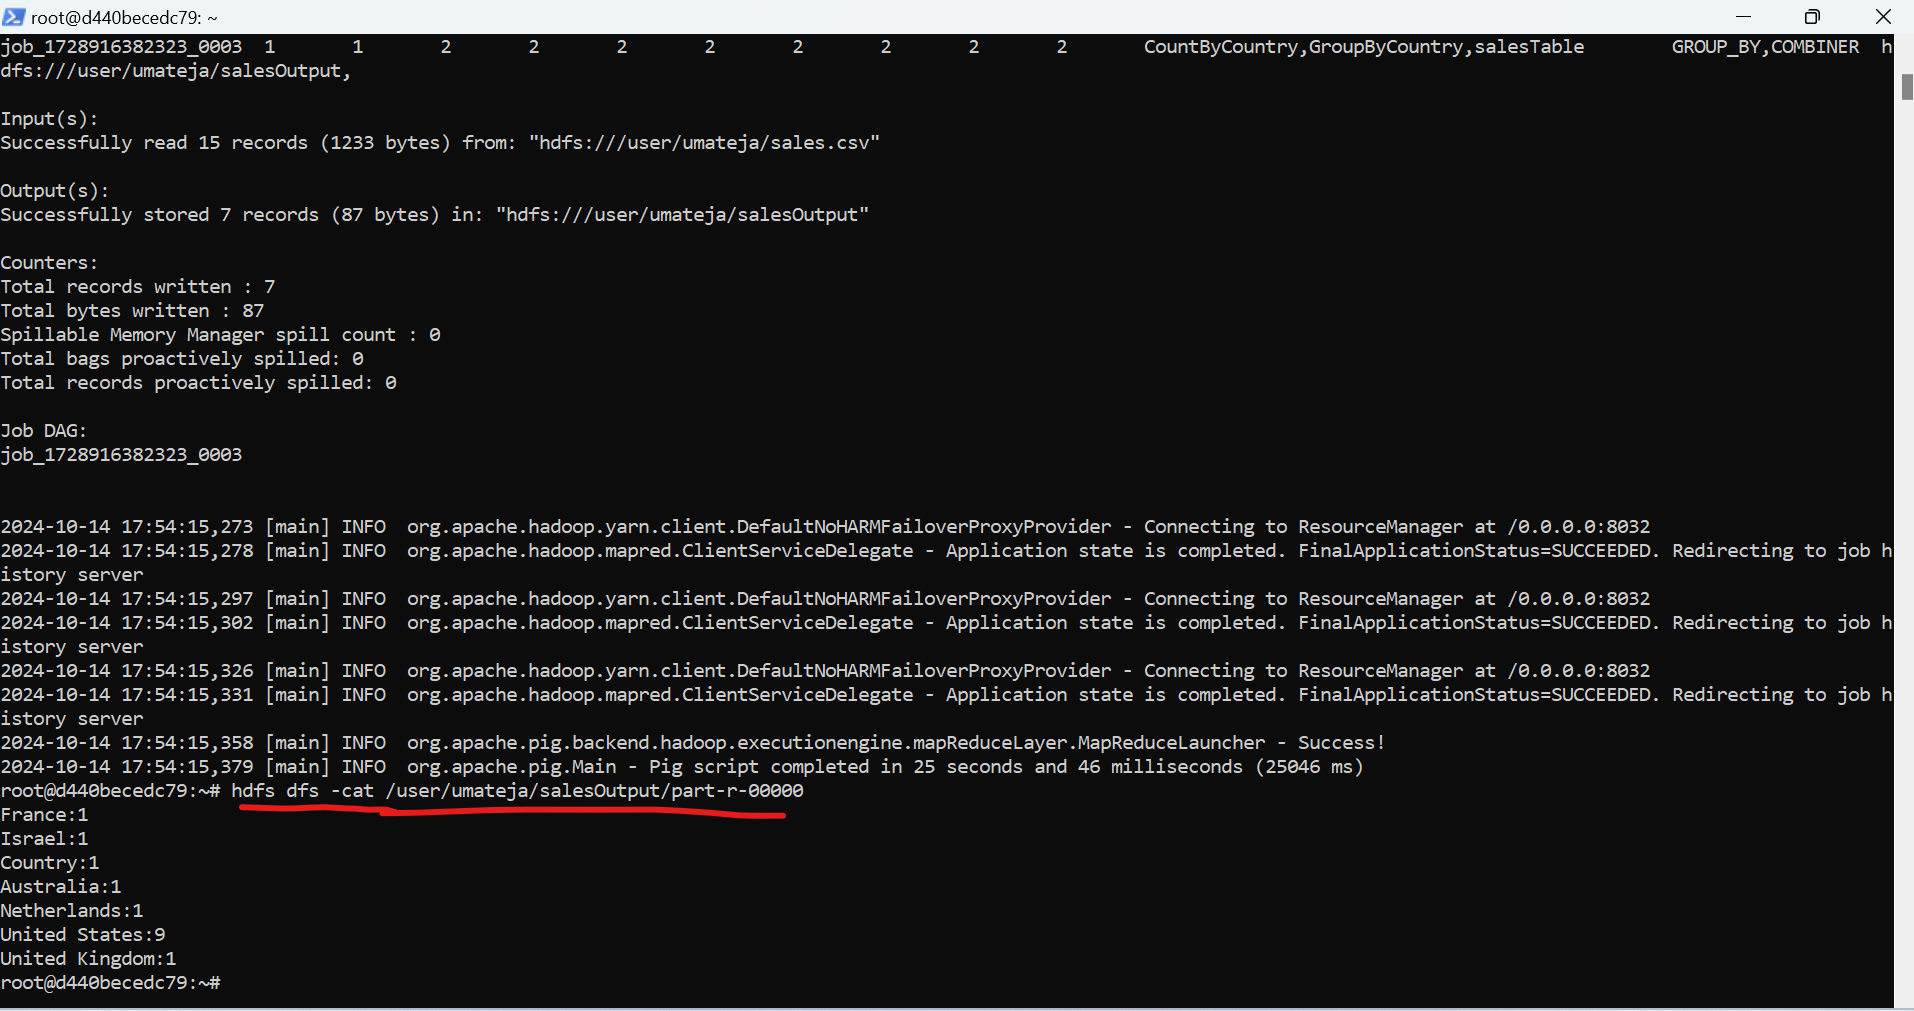 root@d440becedc79: ~
job_1728916382323_0003  1       1       2       2       2       2       2       2       2       2       CountByCountry,GroupByCountry,salesTable        GROUP_BY,COMBINER  h
dfs:///user/umateja/salesOutput,
Input(s):
Successfully read 15 records (1233 bytes) from: "hdfs:///user/umateja/sales.csv"
Output(s):
Successfully stored 7 records (87 bytes) in: "hdfs:///user/umateja/salesOutput"
Counters:
Total records written : 7
Total bytes written : 87
Spillable Memory Manager spill count : 0
Total bags proactively spilled: 0
Total records proactively spilled: 0
Job DAG:
job_1728916382323_0003
2024-10-14 17:54:15,273 [main] INFO  org.apache.hadoop.yarn.client.DefaultNoHARMFailoverProxyProvider - Connecting to ResourceManager at /0.0.0.0:8032
2024-10-14 17:54:15,278 [main] INFO  org.apache.hadoop.mapred.ClientServiceDelegate - Application state is completed. FinalApplicationStatus=SUCCEEDED. Redirecting to job h
istory server
2024-10-14 17:54:15,297 [main] INFO  org.apache.hadoop.yarn.client.DefaultNoHARMFailoverProxyProvider - Connecting to ResourceManager at /0.0.0.0:8032
2024-10-14 17:54:15,302 [main] INFO  org.apache.hadoop.mapred.ClientServiceDelegate - Application state is completed. FinalApplicationStatus=SUCCEEDED. Redirecting to job h
istory server
2024-10-14 17:54:15,326 [main] INFO  org.apache.hadoop.yarn.client.DefaultNoHARMFailoverProxyProvider - Connecting to ResourceManager at /0.0.0.0:8032
2024-10-14 17:54:15,331 [main] INFO  org.apache.hadoop.mapred.ClientServiceDelegate - Application state is completed. FinalApplicationStatus=SUCCEEDED. Redirecting to job h
istory server
2024-10-14 17:54:15,358 [main] INFO  org.apache.pig.backend.hadoop.executionengine.mapReduceLayer.MapReduceLauncher - Success!
2024-10-14 17:54:15,379 [main] INFO  org.apache.pig.Main - Pig script completed in 25 seconds and 46 milliseconds (25046 ms)
root@d440becedc79:~# hdfs dfs -cat /user/umateja/salesOutput/part-r-00000
France:1
Israel:1
Country:1
Australia:1
Netherlands:1
United States:9
United Kingdom:1
root@d440becedc79:~#